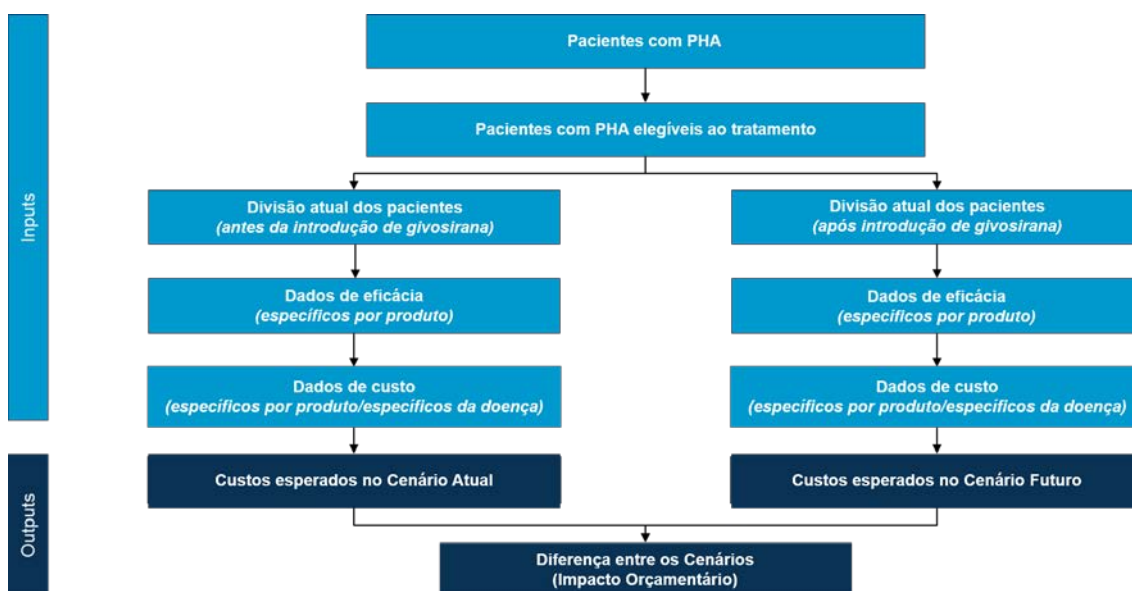 Inputs
Pacientes com PHA
Pacientes com PHA elegíveis ao tratamento
Divisão atual dos pacientes
(antes da introdução de givosirana)
Divisão atual dos pacientes
(após introdução de givosirana)
Dados de eficácia
(específicos por produto)
Dados de eficácia
(específicos por produto)
Dados de custo
(específicos por produto/específicos da doença)
Dados de custo
(específicos por produto/específicos da doença)
Outputs
Custos esperados no Cenário Atual
Custos esperados no Cenário Futuro
Diferença entre os Cenários
(Impacto Orçamentário)